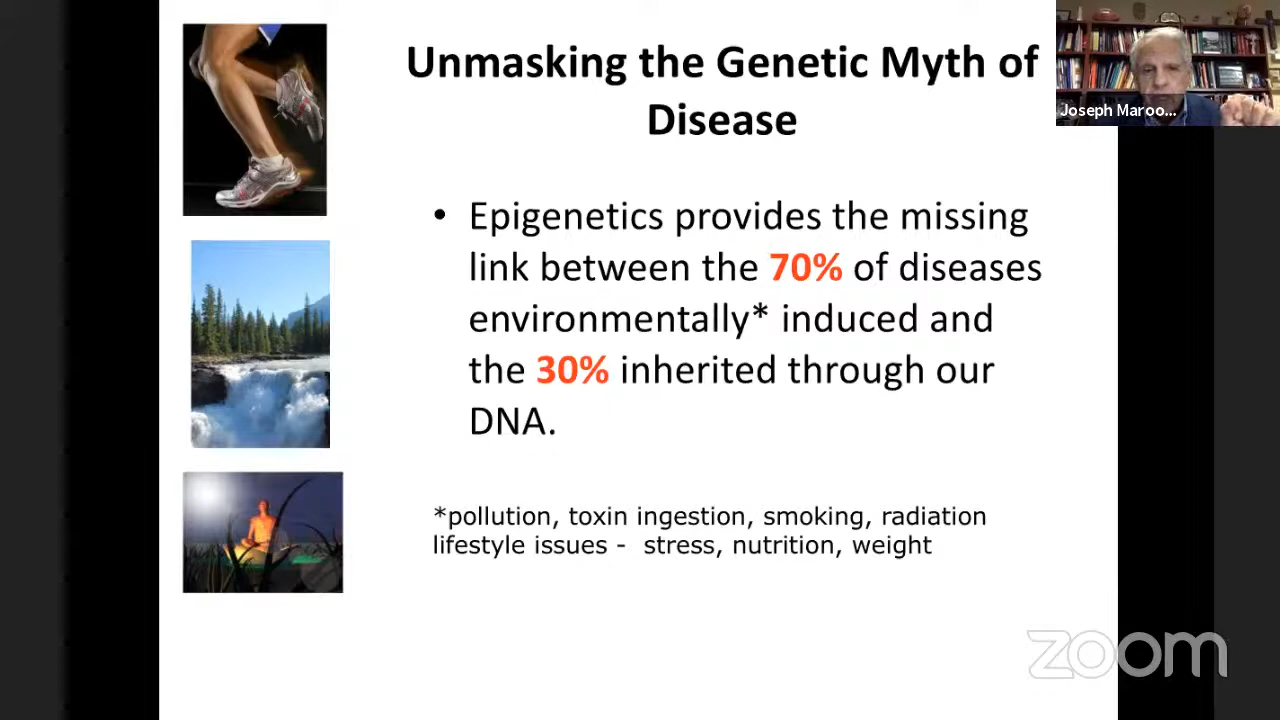 Unmasking the Genetic Myth of
Disease
Joseph Maroo...
• Epigenetics provides the missing
link between the 70% of diseases
environmentally* induced and
the 30% inherited through our
DNA.
*pollution, toxin ingestion, smoking, radiation
lifestyle issues - stress, nutrition, weight
zoom